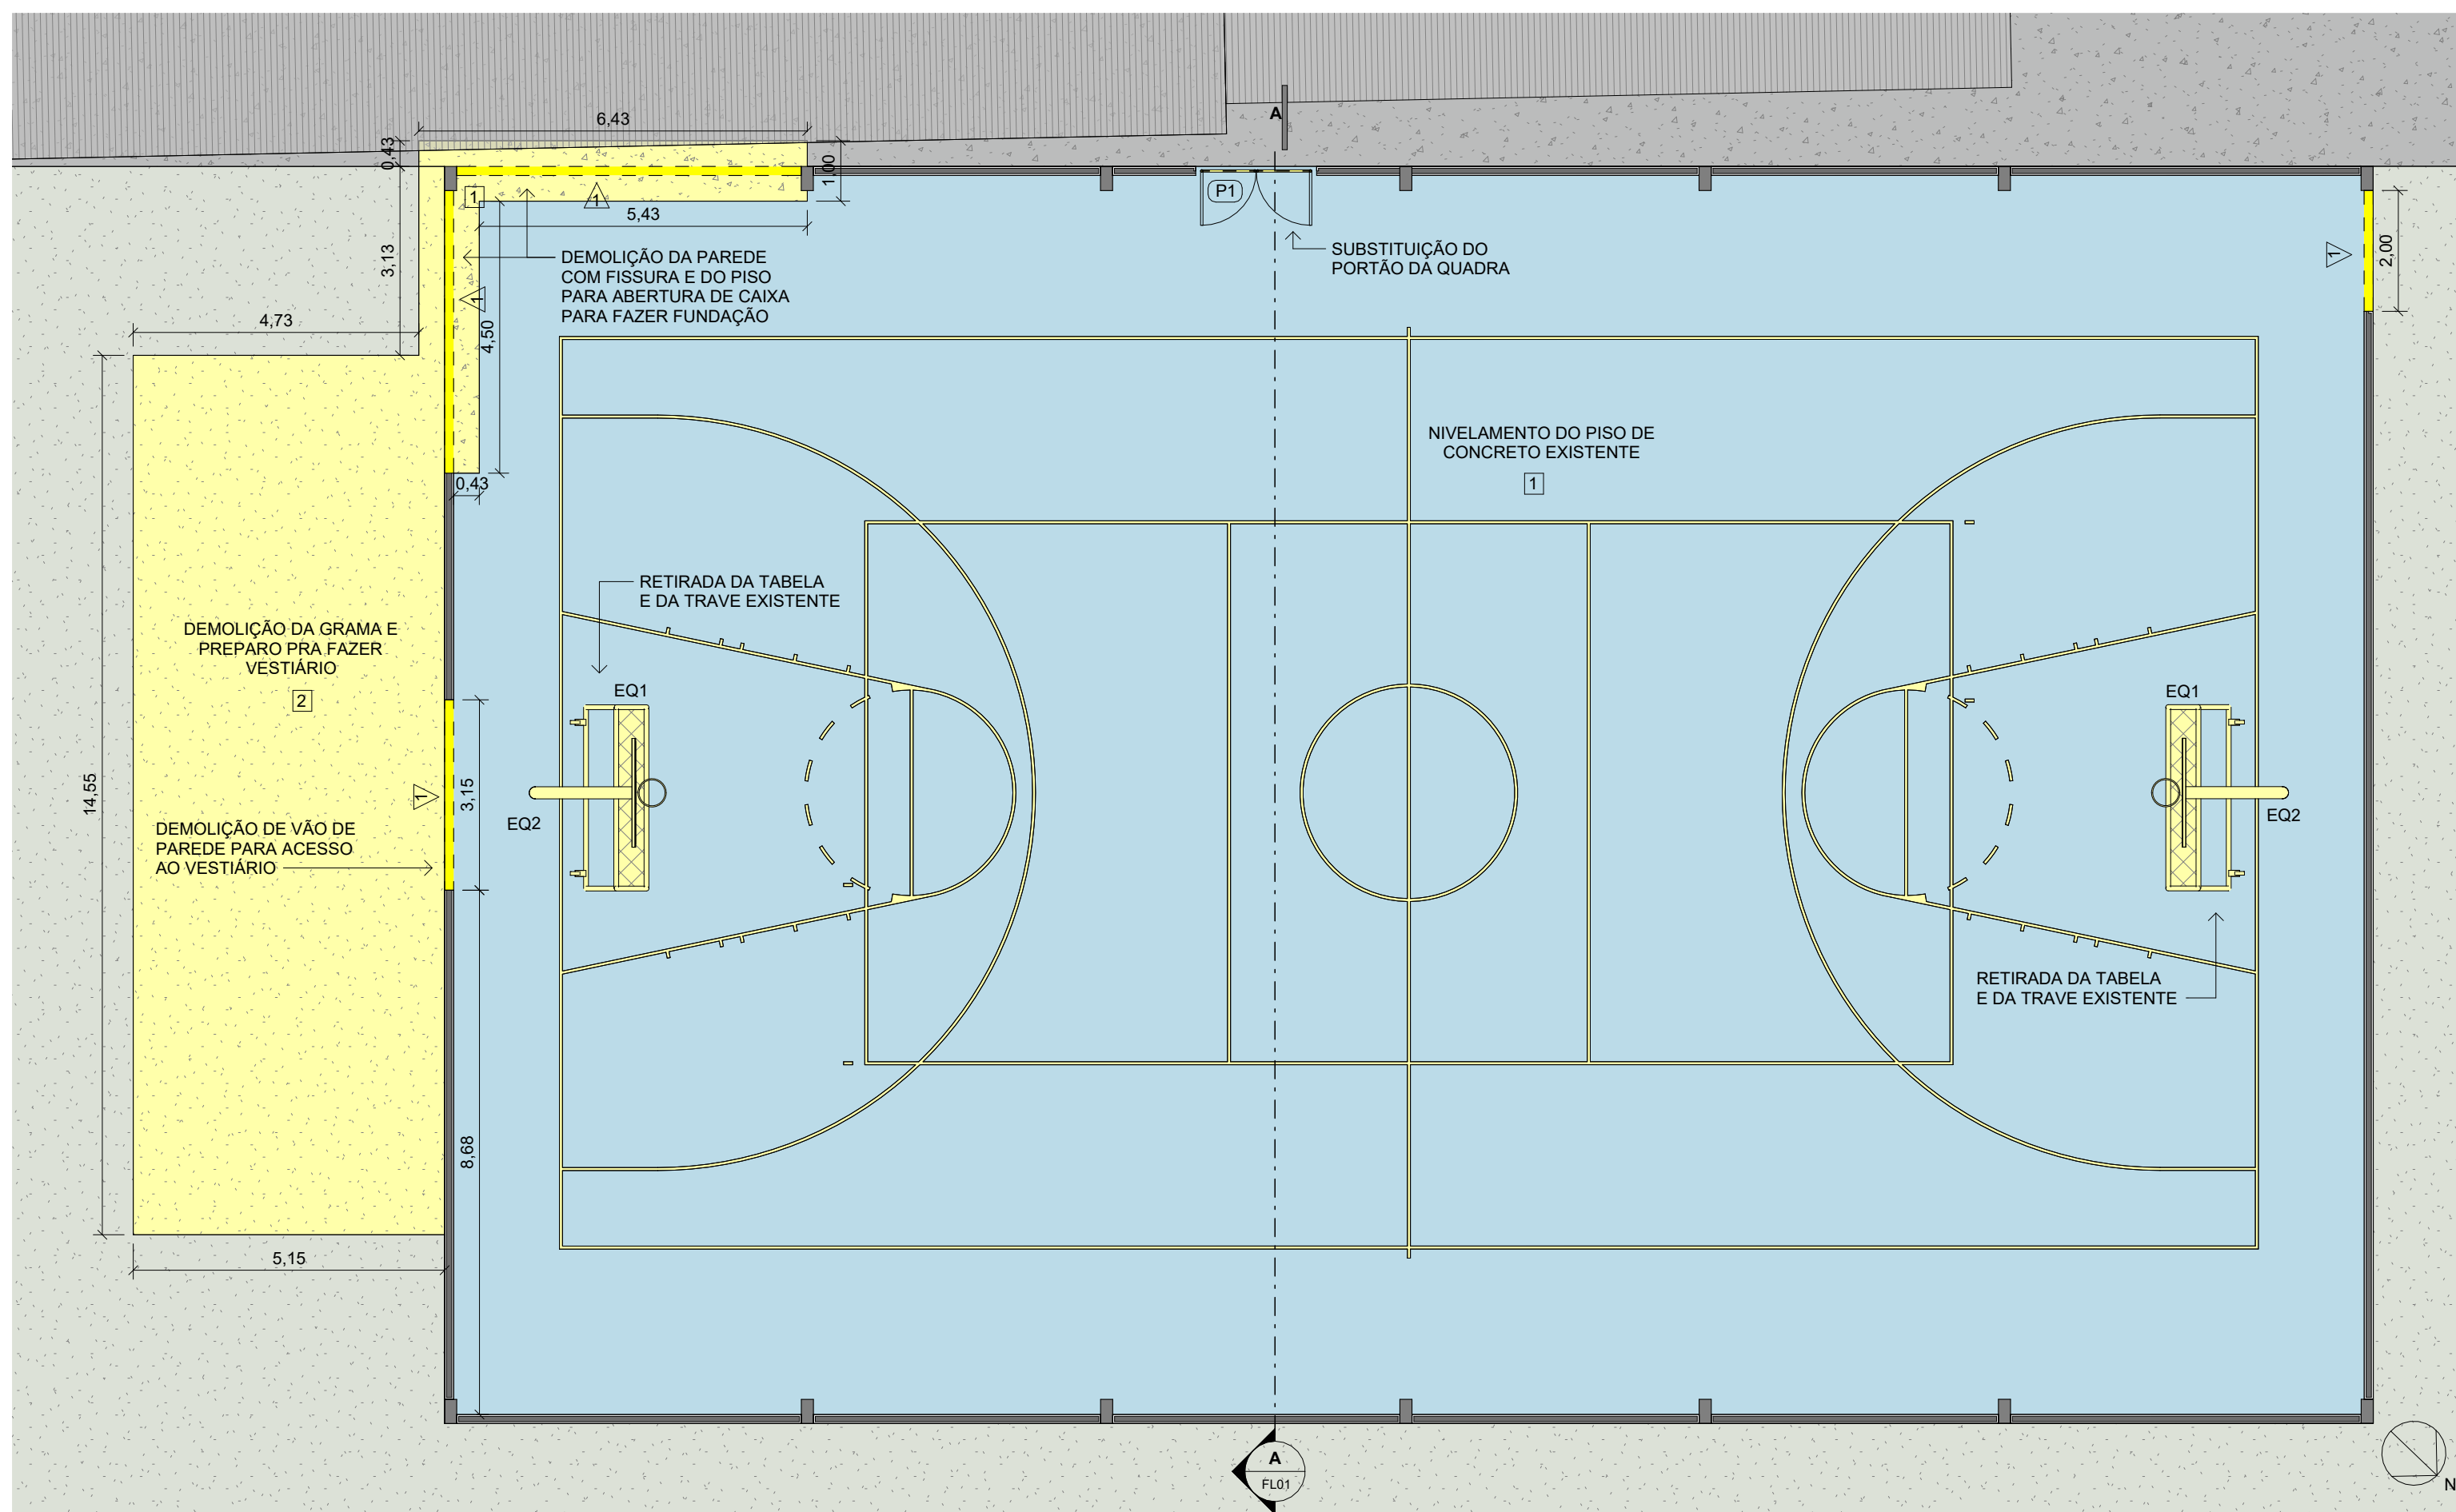 A
6,43
0,43
1,00
P1
1
1
5,43
3,13
DEMOLIÇÃO DA PAREDE
COM FISSURA E DO PISO
PARA ABERTURA DE CAIXA
PARA FAZER FUNDAÇÃO
SUBSTITUIÇÃO DO
PORTÃO DA QUADRA
1
2,00
1
4,73
4,50
NIVELAMENTO DO PISO DE
CONCRETO EXISTENTE
1
0,43
RETIRADA DA TABELA
E DA TRAVE EXISTENTE
DEMOLIÇÃO DA GRAMA E
PREPARO PRA FAZER
VESTIÁRIO
2
EQ1
EQ1
14,55
1
3,15
EQ2
EQ2
DEMOLIÇÃO DE VÃO DE
PAREDE PARA ACESSO
AO VESTIÁRIO
RETIRADA DA TABELA
E DA TRAVE EXISTENTE
8,68
5,15
A
FL01
N